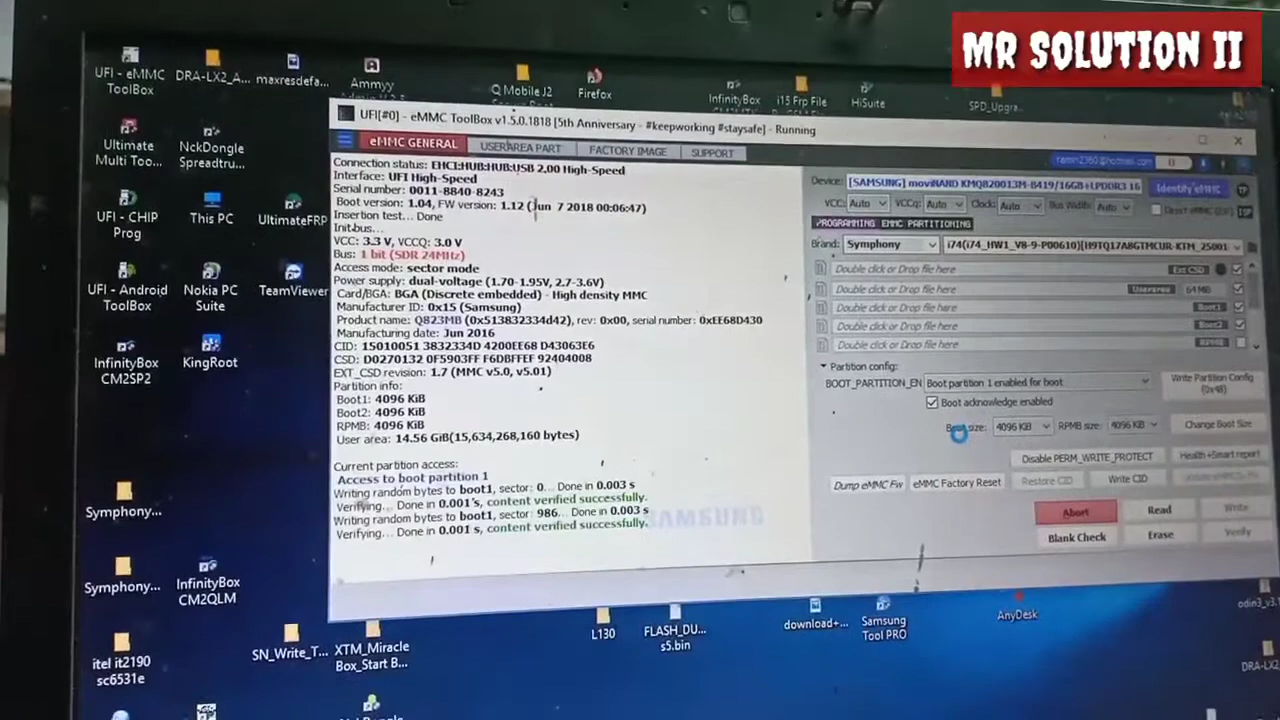 MR SOLUTION II
UFI - eMMC
ToolBox
DRA-LX2_A...
maxresdefa...
Ammyy
Q Mobile J2
Firefox
InfinityBox
i15 Frp File
HiSuite
SPD_Upgra...
Ultimate
Multi Too...
NckDongle
Spreadtru...
UFI - CHIP
Prog
This PC
UltimateFRP
UFI - Android
ToolBox
Nokia PC
Suite
TeamViewer
InfinityBox
CM2SP2
KingRoot
Symphony...
Symphony...
InfinityBox
CM2QLM
itel it2190
sc6531e
SN_Write_T...
XTM_Miracle
Box_Start B...
L130
FLASH_DU...
s5.bin
download+...
Samsung
Tool PRO
AnyDesk
odin3_v3.
DRA-LX2
UFI[#0] - eMMC ToolBox v1.5.0.1818 [5th Anniversary - #keepworking #staysafe] - Running
eMMC GENERAL
USERAREA PART
FACTORY IMAGE
SUPPORT
Connection status: EHCI:HUB:HUB:USB 2.00 High-Speed
Interface: UFI High-Speed
Serial number: 0011-8840-8243
Boot version: 1.04, FW version: 1.12 (Jun 7 2018 00:06:47)
Insertion test... Done
Init bus...
VCC: 3.3 V, VCCQ: 3.0 V
Bus: 1 bit (SDR 24MHz)
Access mode: sector mode
Power supply: dual-voltage (1.70-1.95V, 2.7-3.6V)
Card/BGA: BGA (Discrete embedded) - High density MMC
Manufacturer ID: 0x15 (Samsung)
Product name: Q823MB (0x513832334d42), rev: 0x00, serial number: 0xEE68D430
Manufacturing date: Jun 2016
CID: 15010051 3832334D 4200EE68 D43063E6
CSD: D0270132 0F5903FF F6DBFFEF 92404008
EXT_CSD revision: 1.7 (MMC v5.0, v5.01)
Partition info:
Boot1: 4096 KiB
Boot2: 4096 KiB
RPMB: 4096 KiB
User area: 14.56 GiB(15,634,268,160 bytes)
Current partition access:
Access to boot partition 1
Writing random bytes to boot1, sector: 0... Done in 0.003 s
Verifying... Done in 0.001 s, content verified successfully.
Writing random bytes to boot1, sector: 986... Done in 0.003 s
Verifying... Done in 0.001 s, content verified successfully.
SAMSUNG
ramin2360@hotmail.com
Device: [SAMSUNG] moviNAND KMQ820013M-B419/16GB+LPDDR3 16
Identify eMMC
VCC: Auto VCCq: Auto Clock: Auto Bus Width: Auto
PROGRAMMING EMMC PARTITIONING
Brand: Symphony i74(i74_HW1_V8-9-P00610)[H9TQ17ABGTMCUR-KTM_25001
Double click or Drop file here Ext CSD
Double click or Drop file here Userarea 64 MB
Double click or Drop file here Boot1
Double click or Drop file here Boot2
Double click or Drop file here RPMB
Partition config:
BOOT_PARTITION_EN Boot partition 1 enabled for boot
Write Partition Config
(0x48)
Boot acknowledge enabled
Boot size: 4096 KiB RPMB size: 4096 KiB Change Boot Size
Disable PERM_WRITE_PROTECT Health +Smart report
Dump eMMC Fw eMMC Factory Reset Restore CID Write CID
Abort Read Write
Blank Check Erase Verify